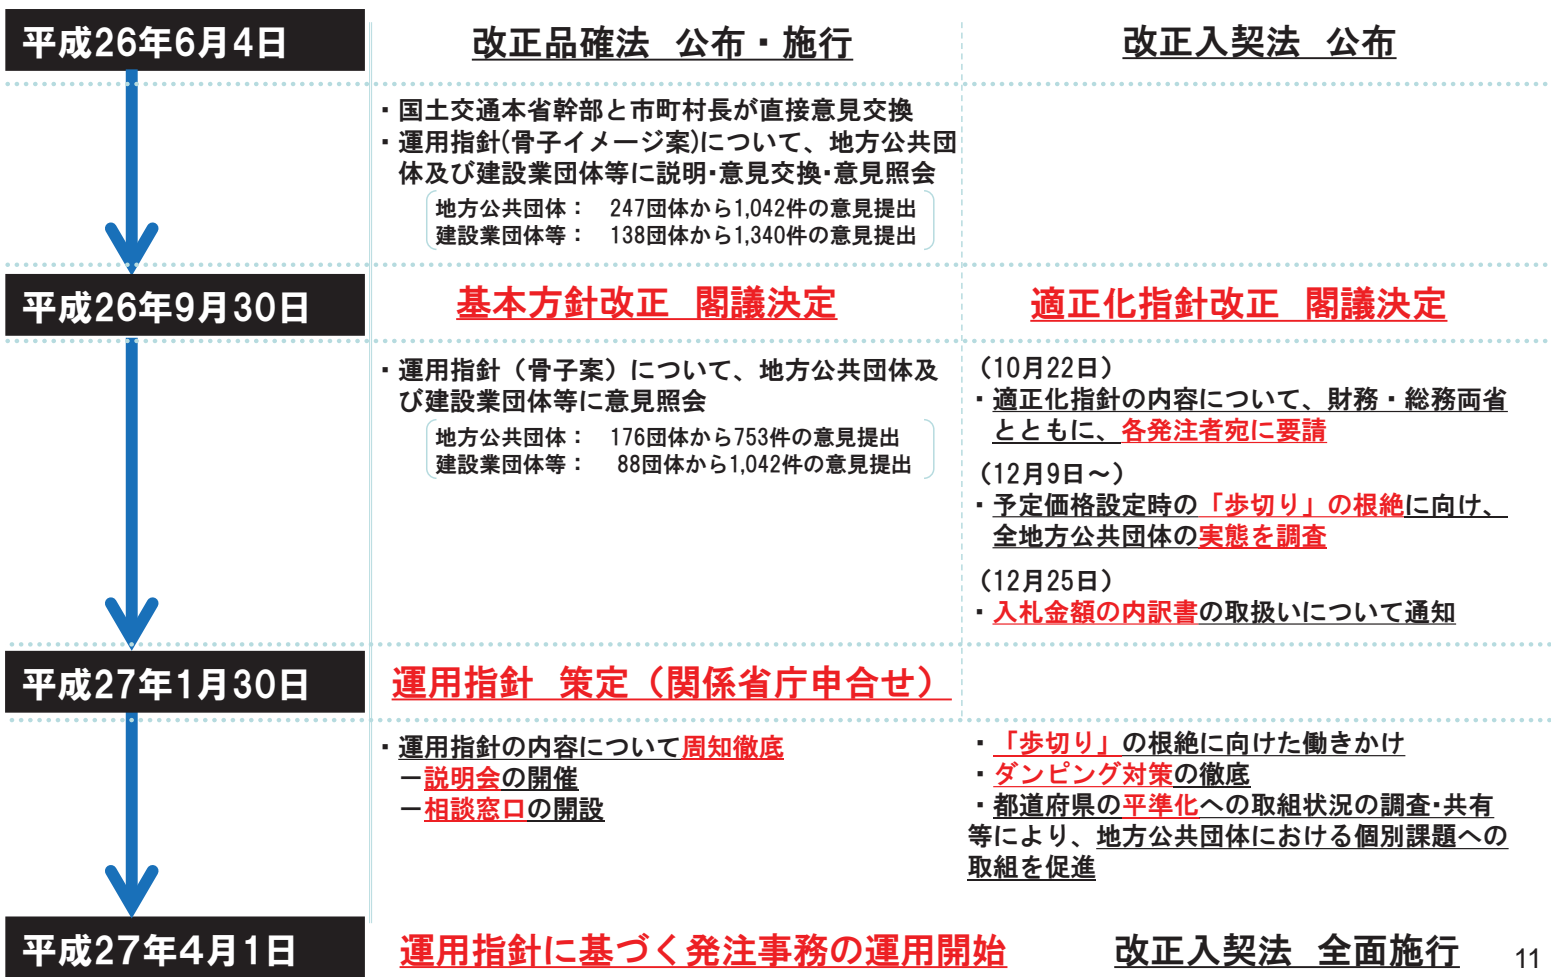 平成26年6月4日
改正品確法　公布・施行
改正入契法　公布
・国土交通本省幹部と市町村長が直接意見交換
・運用指針(骨子イメージ案)について、地方公共団
体及び建設業団体等に説明・意見交換・意見照会
地方公共団体：　247団体から1,042件の意見提出
建設業団体等：　138団体から1,340件の意見提出
平成26年9月30日
基本方針改正　閣議決定
適正化指針改正　閣議決定
・運用指針（骨子案）について、地方公共団体及
び建設業団体等に意見照会
地方公共団体：　176団体から753件の意見提出
建設業団体等：　88団体から1,042件の意見提出
（10月22日）
・適正化指針の内容について、財務・総務両省
とともに、各発注者宛に要請
（12月9日～）
・予定価格設定時の「歩切り」の根絶に向け、
全地方公共団体の実態を調査
（12月25日）
・入札金額の内訳書の取扱いについて通知
平成27年1月30日
運用指針　策定（関係省庁申合せ）
・運用指針の内容について周知徹底
－説明会の開催
－相談窓口の開設
・「歩切り」の根絶に向けた働きかけ
・ダンピング対策の徹底
・都道府県の平準化への取組状況の調査・共有
等により、地方公共団体における個別課題への
取組を促進
平成27年4月1日
運用指針に基づく発注事務の運用開始
改正入契法　全面施行
11